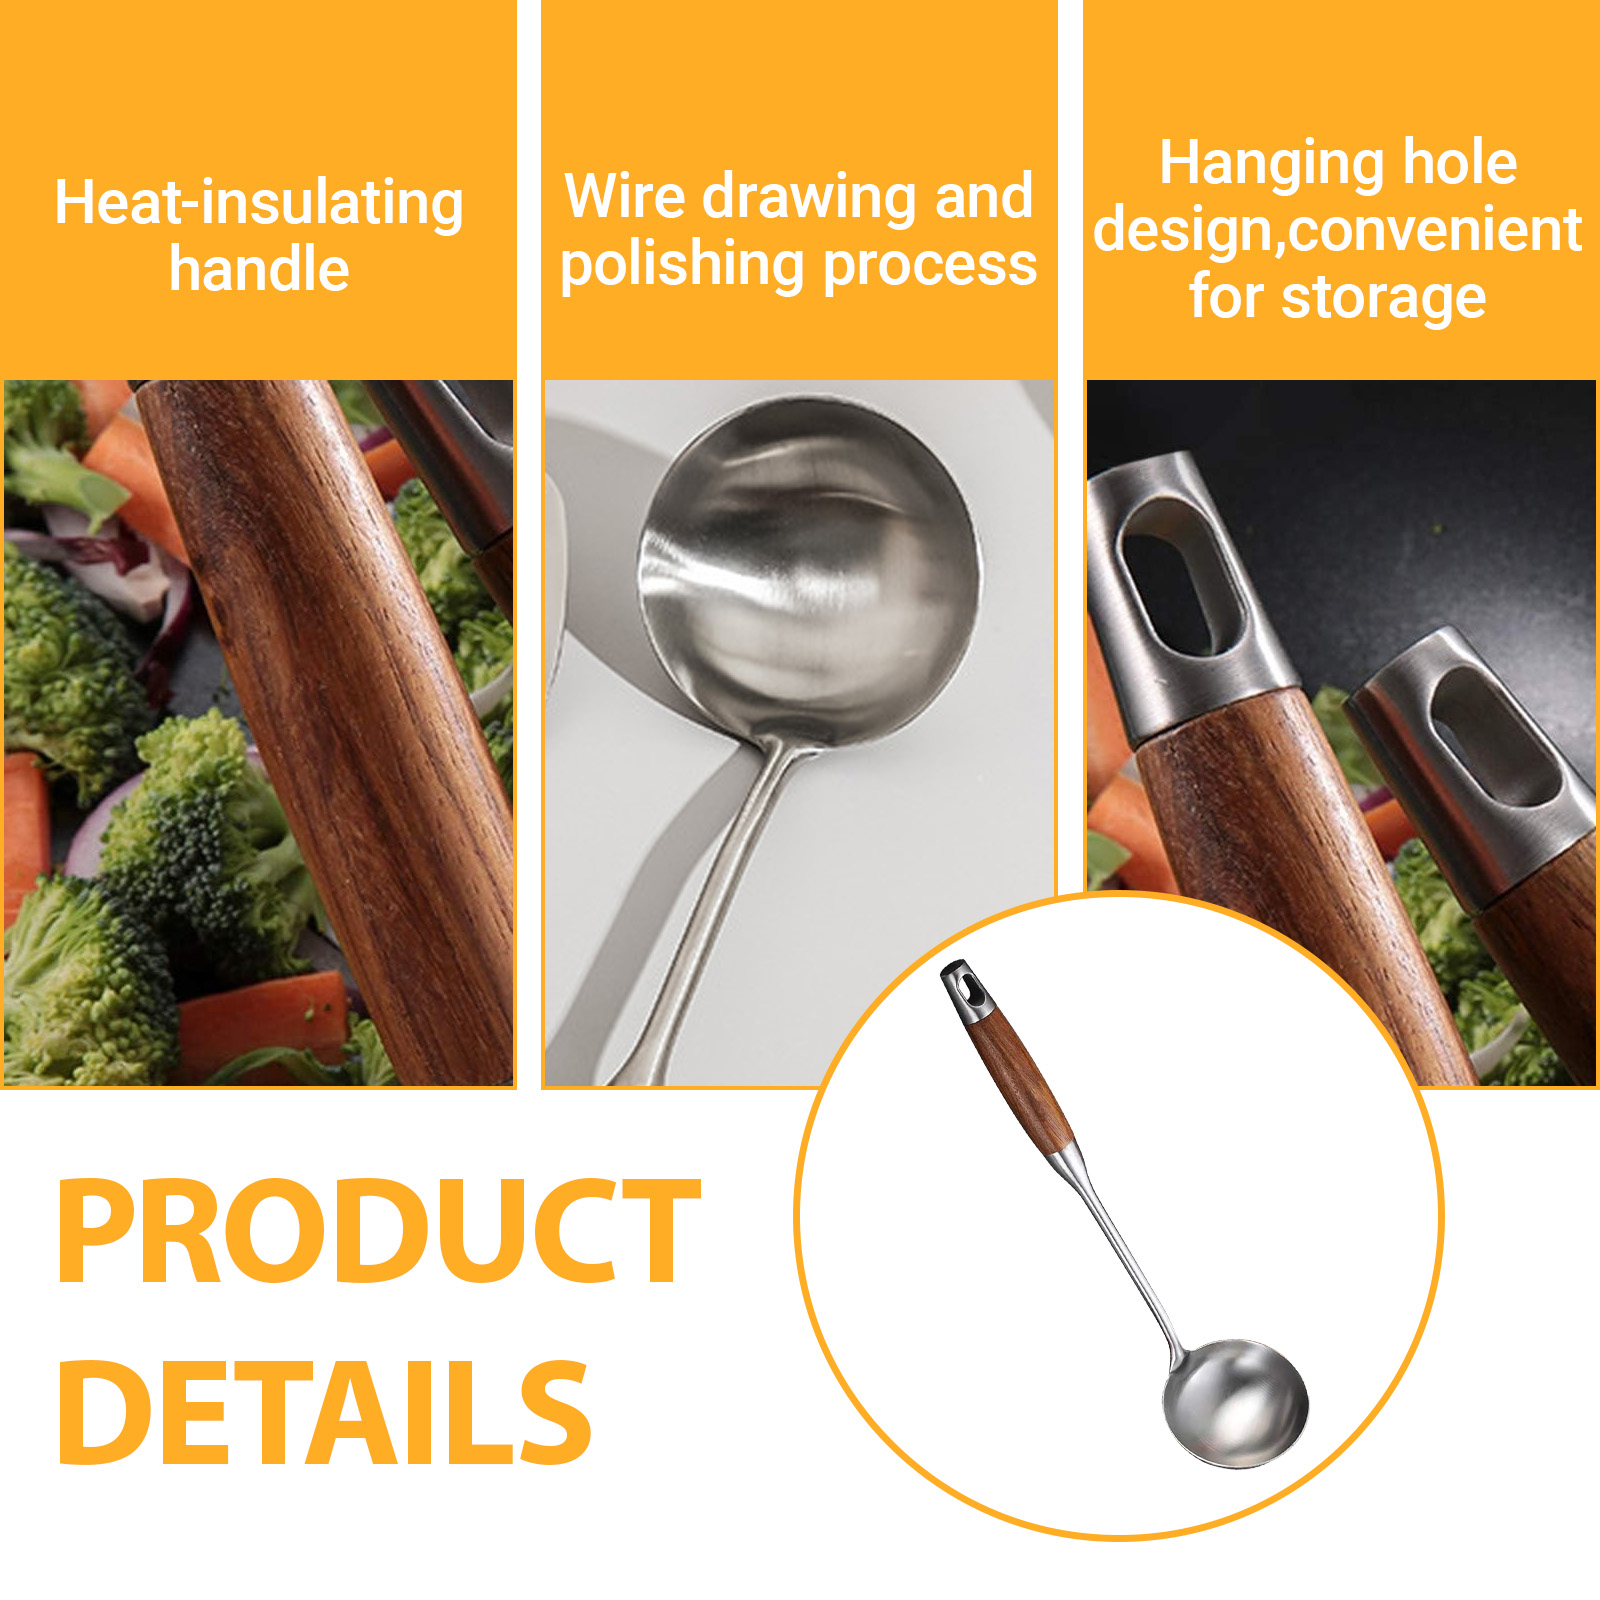 Heat-insulating
handle
Wire drawing and
polishing process
Hanging hole
design,convenient
for storage
PRODUCT
DETAILS